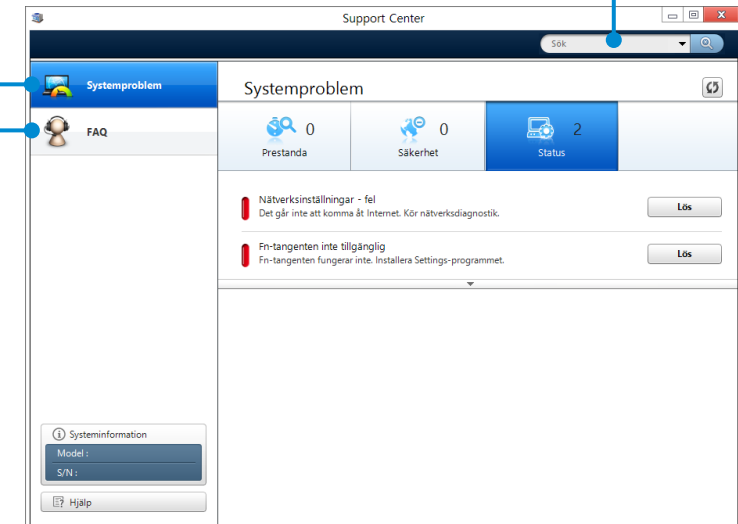 Support Center
Sök
Systemproblem
FAQ
Systemproblem
0
Prestanda
0
Säkerhet
2
Status
Nätverksinställningar - fel
Det går inte att komma åt Internet. Kör nätverksdiagnostik.
Lös
Fn-tangenten inte tillgänglig
Fn-tangenten fungerar inte. Installera Settings-programmet.
Lös
Systeminformation
Model :
S/N :
Hjälp